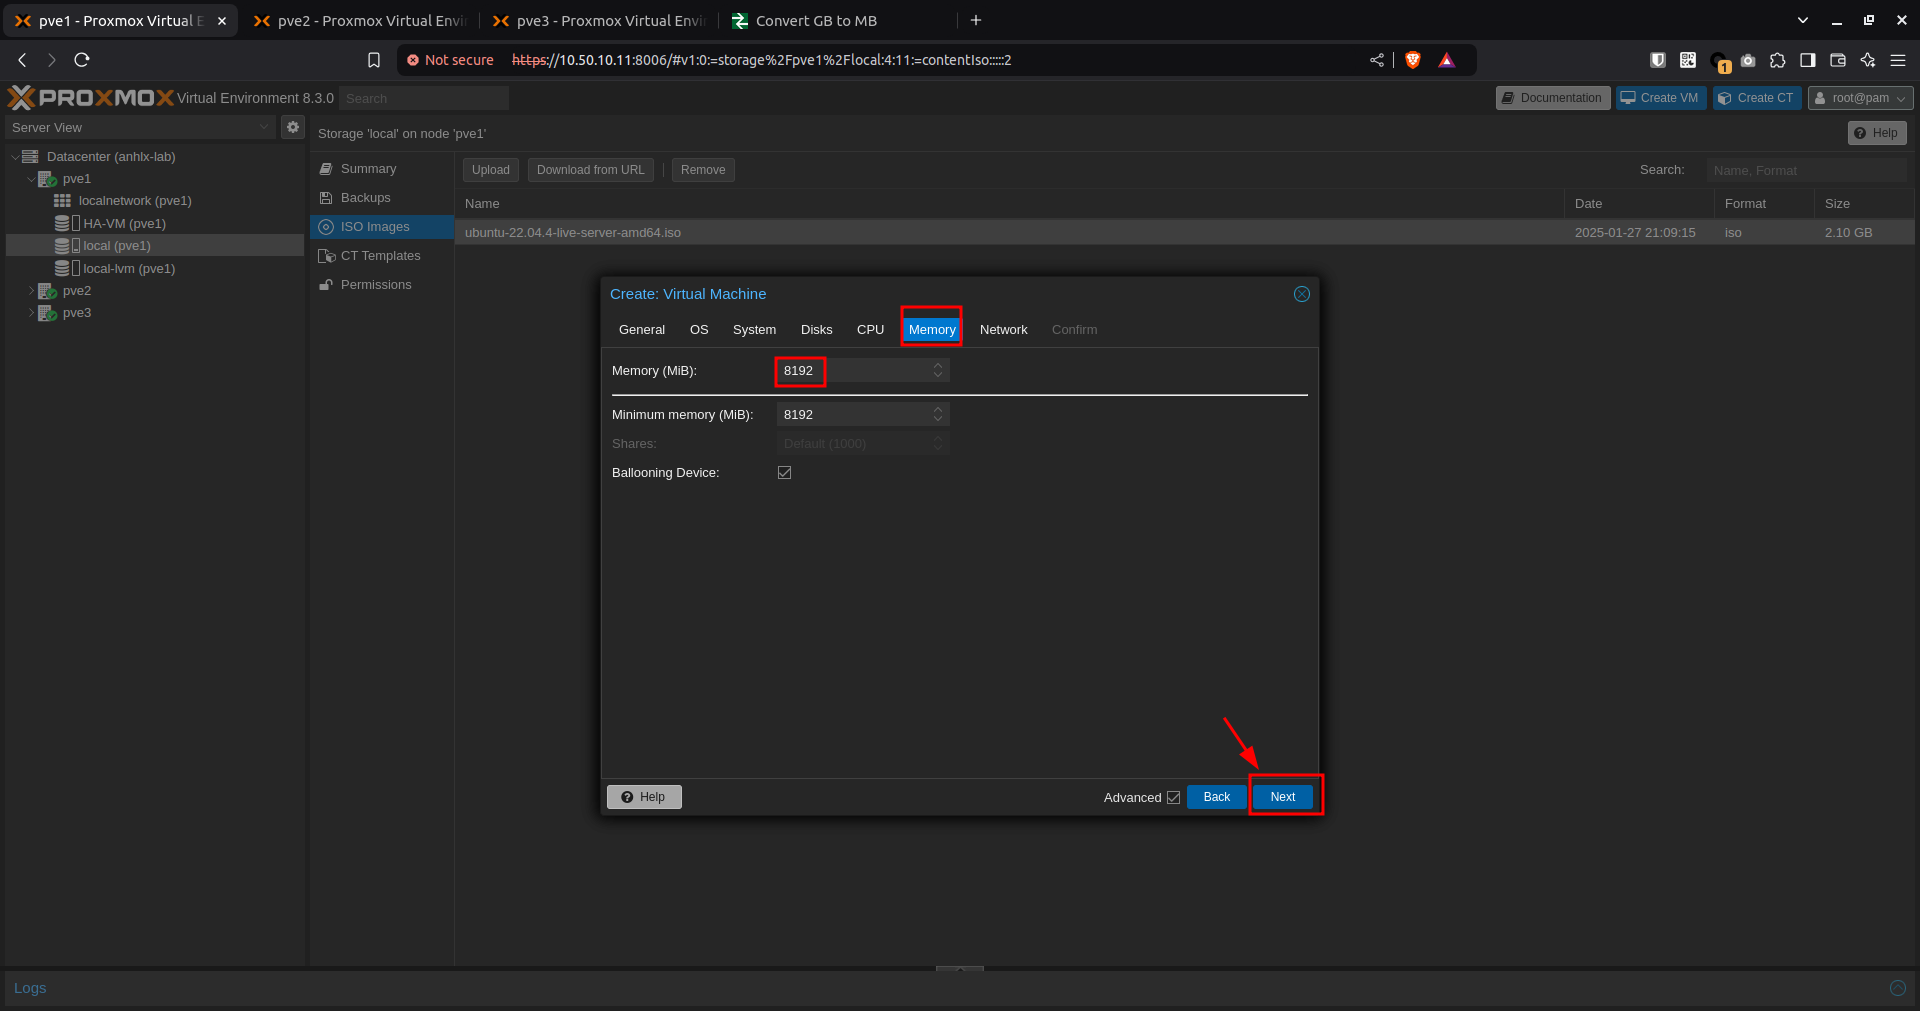 pve1 - Proxmox Virtual E
pve2 - Proxmox Virtual Envi
pve3 - Proxmox Virtual Envi
Convert GB to MB
Not secure
https://10.50.10.11:8006/#v1:0:=storage%2Fpve1%2Flocal:4:11:=contentIso:::::2
1
PROXMOX Virtual Environment 8.3.0
Search
Documentation
Create VM
Create CT
root@pam
Server View
Storage 'local' on node 'pve1'
Help
Datacenter (anhlx-lab)
pve1
localnetwork (pve1)
HA-VM (pve1)
local (pve1)
local-lvm (pve1)
pve2
pve3
Summary
Backups
ISO Images
CT Templates
Permissions
Upload
Download from URL
Remove
Search:
Name, Format
Name
Date
Format
Size
ubuntu-22.04.4-live-server-amd64.iso
2025-01-27 21:09:15
iso
2.10 GB
Create: Virtual Machine
General
OS
System
Disks
CPU
Memory
Network
Confirm
Memory (MiB):
8192
Minimum memory (MiB):
8192
Shares:
Default (1000)
Ballooning Device:
Help
Advanced
Back
Next
Logs